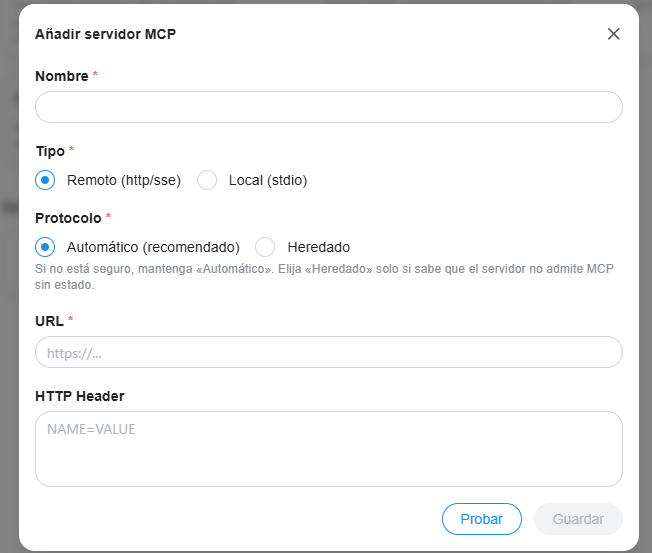 Añadir servidor MCP
Nombre *
Tipo *
Remoto (http/sse)
Local (stdio)
Protocolo *
Automático (recomendado)
Heredado
Si no está seguro, mantenga «Automático». Elija «Heredado» solo si sabe que el servidor no admite MCP
sin estado.
URL *
https://...
HTTP Header
NAME=VALUE
Probar
Guardar